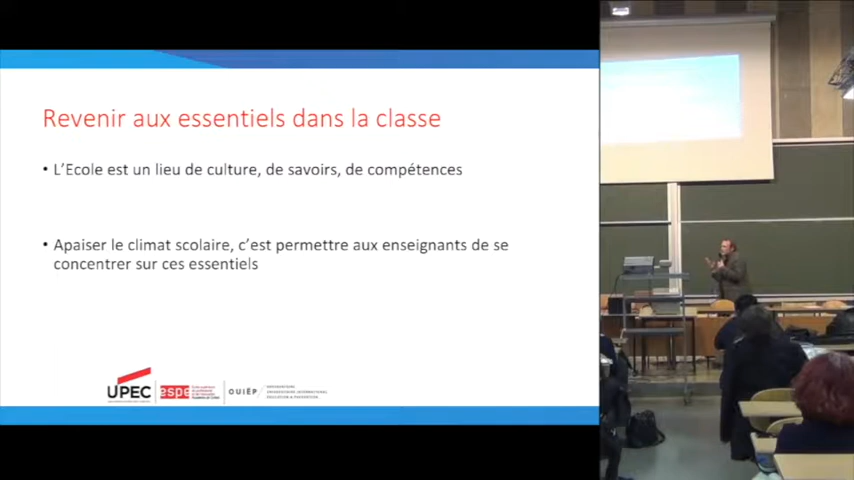 Revenir aux essentiels dans la classe
• L'Ecole est un lieu de culture, de savoirs, de compétences
• Apaiser le climat scolaire, c'est permettre aux enseignants de se
concentrer sur ces essentiels
UPEC
espe
OUIÉP